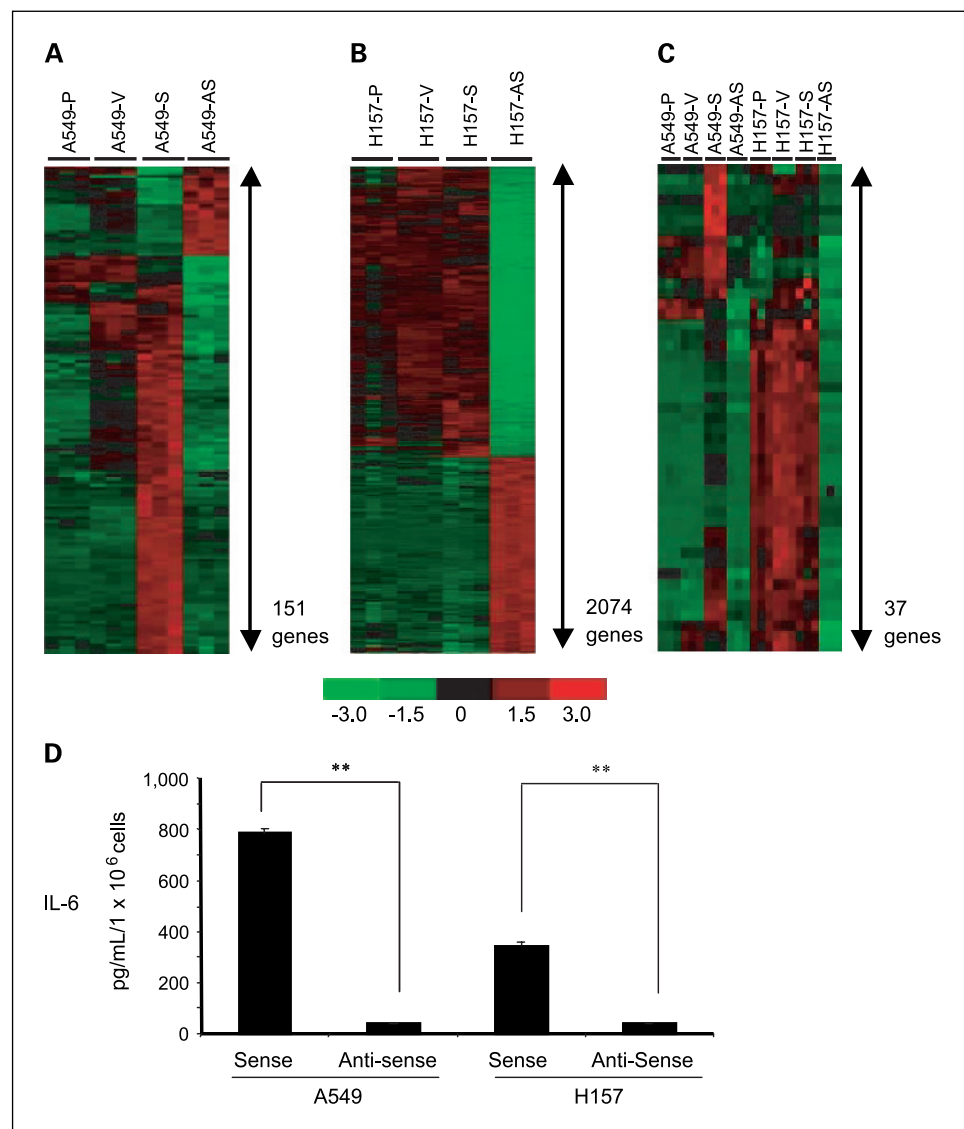 A
A549-P
A549-V
A549-S
A549-AS
151
genes
B
H157-P
H157-V
H157-S
H157-AS
2074
genes
C
A549-P
A549-V
A549-S
A549-AS
H157-P
H157-V
H157-S
H157-AS
37
genes
-3.0 -1.5 0 1.5 3.0
D
IL-6
pg/mL/1 x 10⁶ cells
1,000
800
600
400
200
0
**
**
Sense Anti-sense Sense Anti-Sense
A549 H157